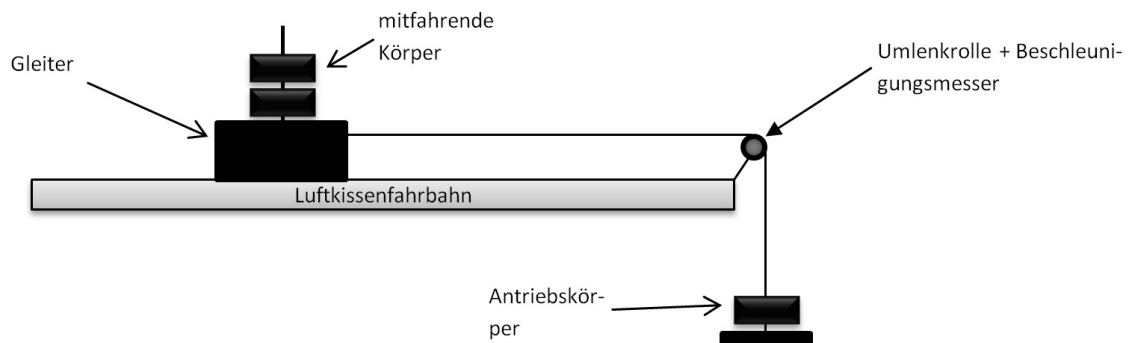 mitfahrende
Körper
Gleiter
Umlenkrolle + Beschleuni-
gungsmesser
Luftkissenfahrbahn
Antriebskör-
per